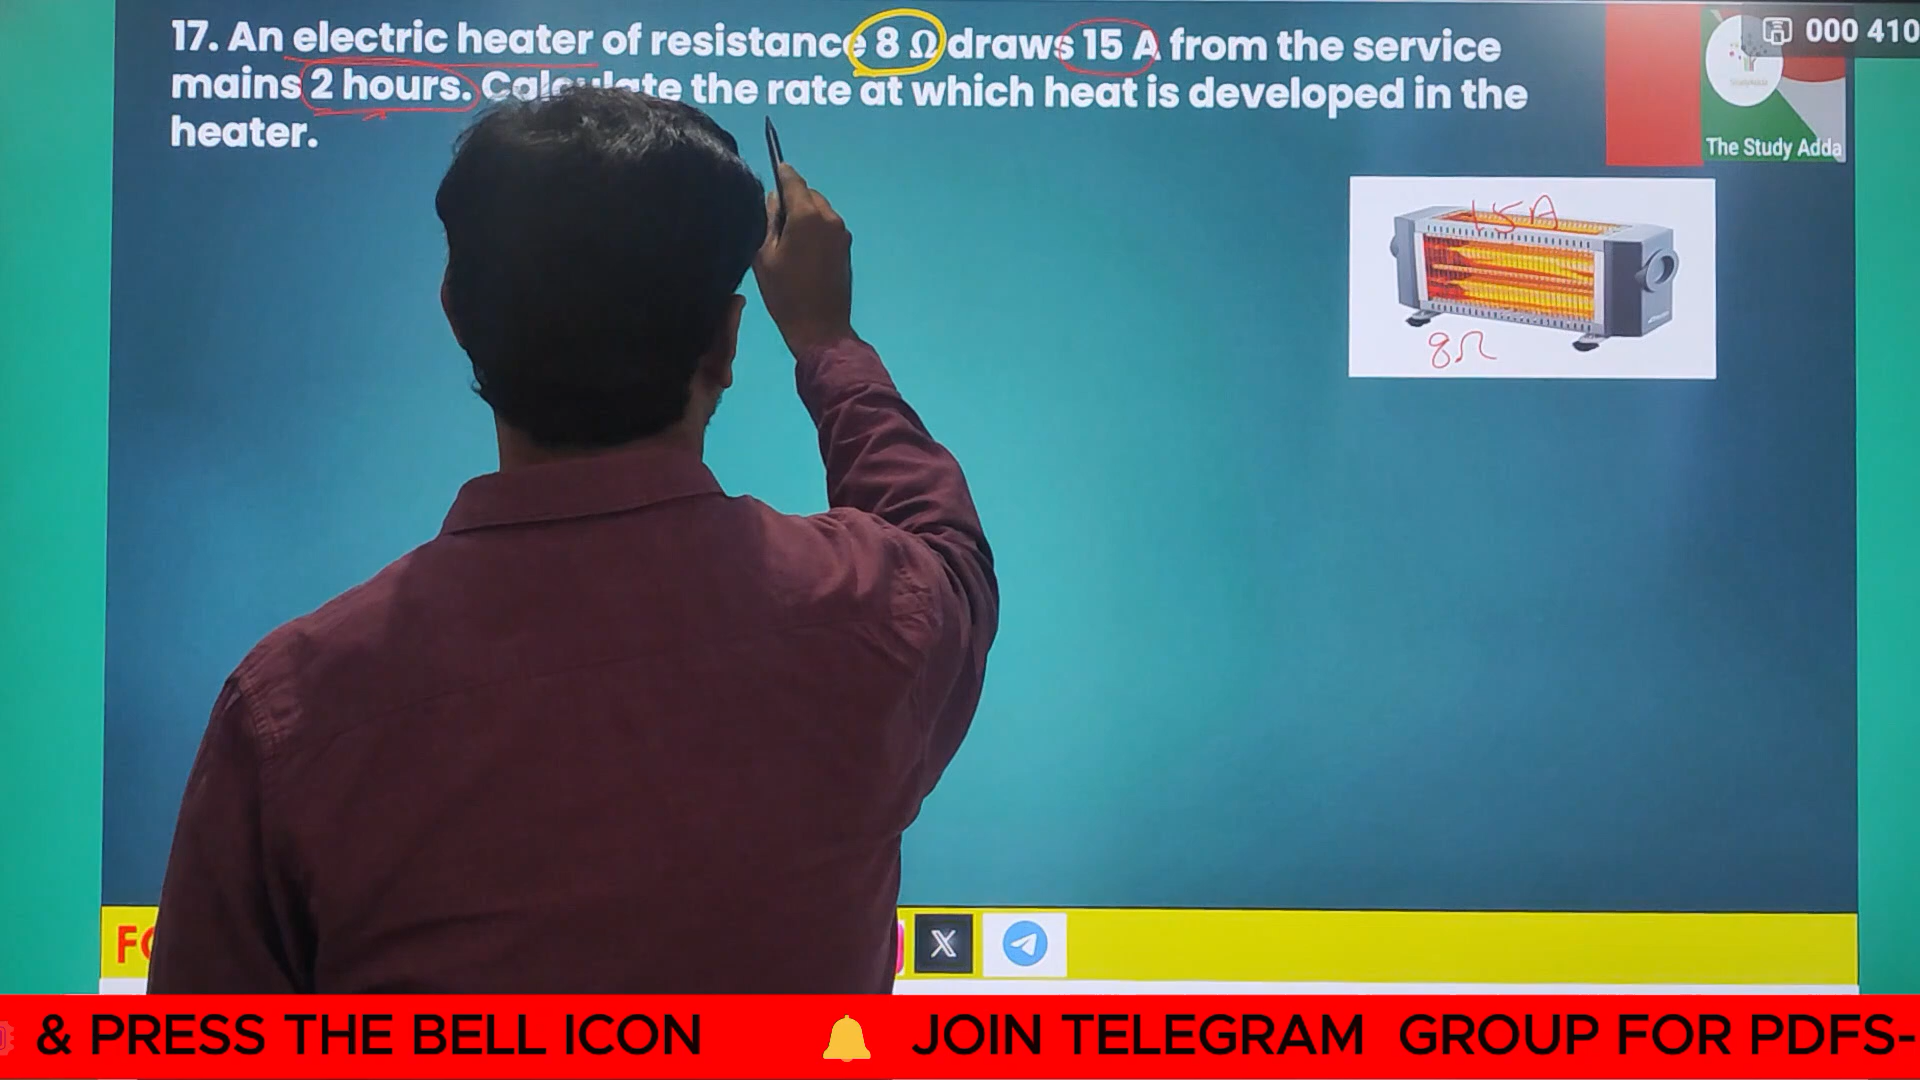 17. An electric heater of resistance 8 Ω draws 15 A from the service
mains 2 hours. Calculate the rate at which heat is developed in the
heater.
000 410
The Study Adda
15A
8Ω
& PRESS THE BELL ICON
JOIN TELEGRAM GROUP FOR PDFS-